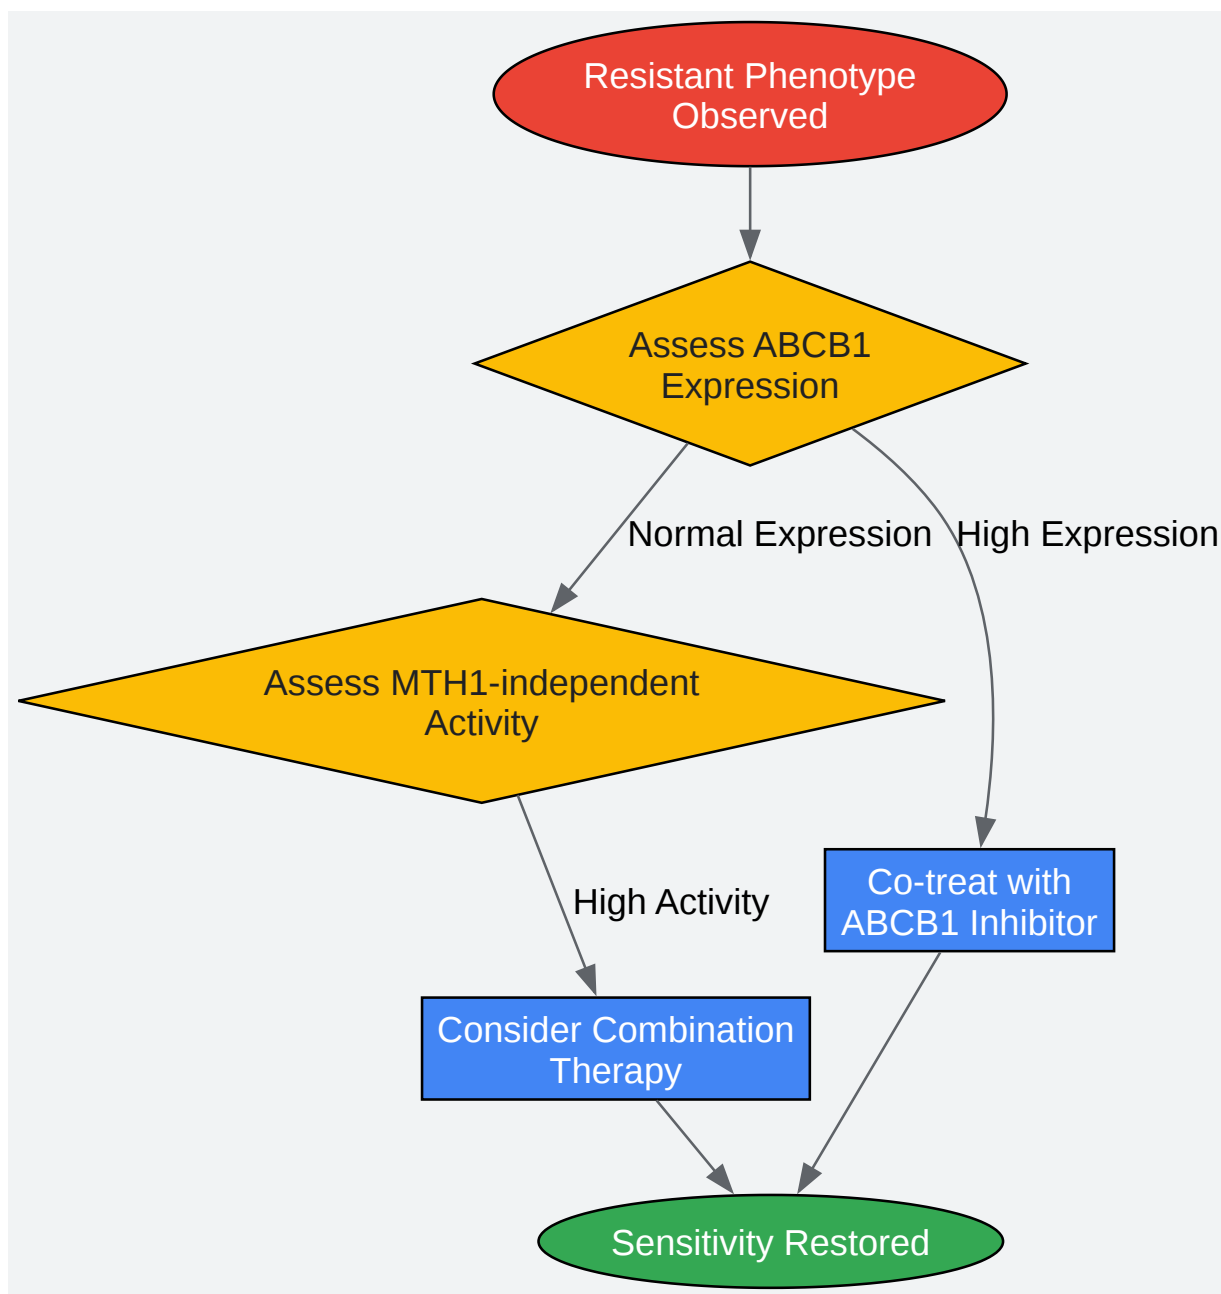 Resistant Phenotype
Observed
Assess ABCB1
Expression
Normal Expression
High Expression
Assess MTH1-independent
Activity
High Activity
Co-treat with
ABCB1 Inhibitor
Consider Combination
Therapy
Sensitivity Restored